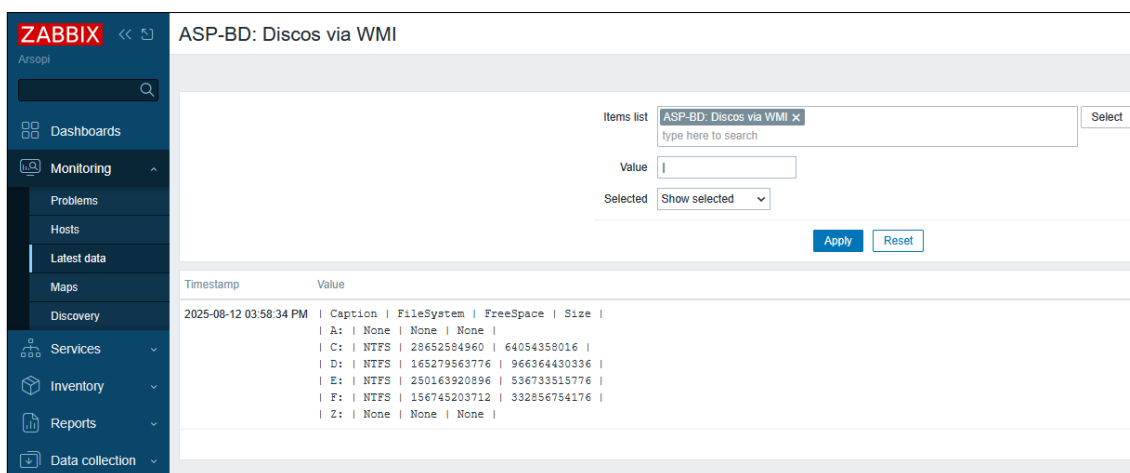 ZABBIX
Arsopi
Dashboards
Monitoring
Problems
Hosts
Latest data
Maps
Discovery
Services
Inventory
Reports
Data collection
ASP-BD: Discos via WMI
Items list
ASP-BD: Discos via WMI
type here to search
Select
Value
|
Selected
Show selected
Apply
Reset
Timestamp Value
2025-08-12 03:58:34 PM | Caption | FileSystem | FreeSpace | Size |
| A: | None | None | None |
| C: | NTFS | 28652584960 | 64054358016 |
| D: | NTFS | 165279563776 | 966364430336 |
| E: | NTFS | 250163920896 | 536733515776 |
| F: | NTFS | 156745203712 | 332856754176 |
| Z: | None | None | None |